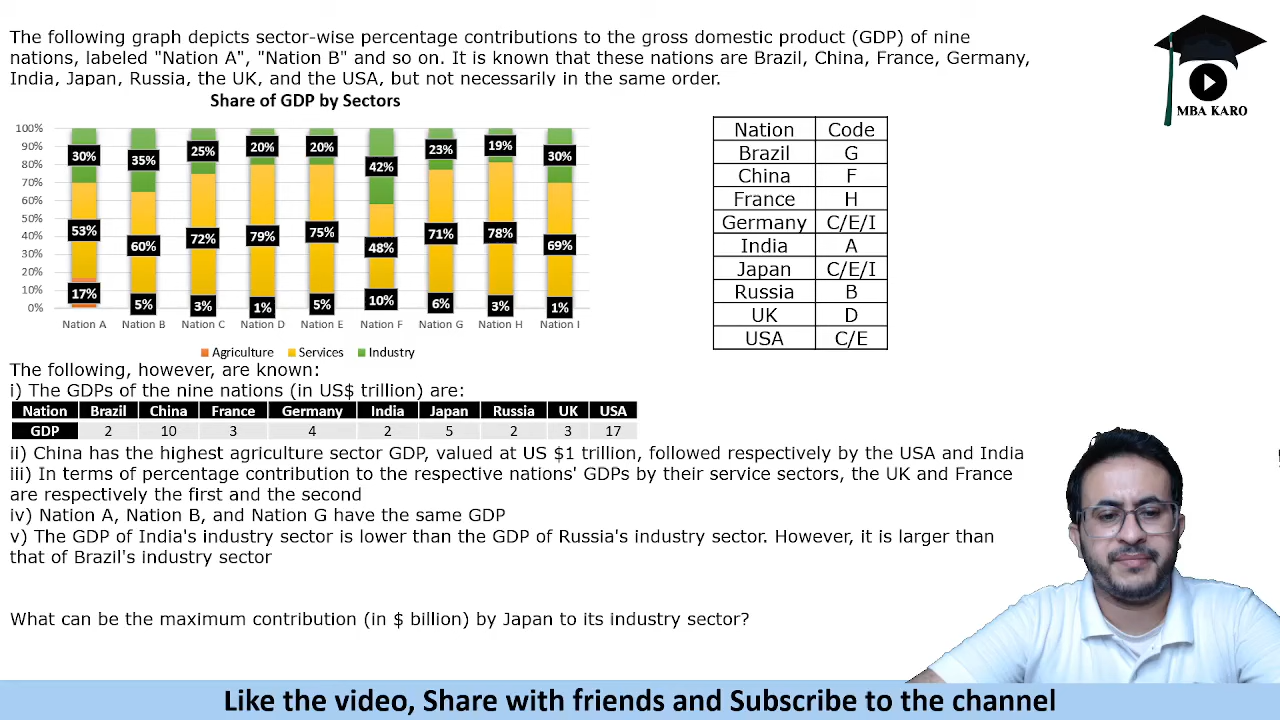 The following graph depicts sector-wise percentage contributions to the gross domestic product (GDP) of nine
nations, labeled "Nation A", "Nation B" and so on. It is known that these nations are Brazil, China, France, Germany,
India, Japan, Russia, the UK, and the USA, but not necessarily in the same order.
MBA KARO
Share of GDP by Sectors
100%
90%
80%
70%
60%
50%
40%
30%
20%
10%
0%
30% 35% 25% 20% 20% 42% 23% 19% 30%
53% 60% 72% 79% 75% 48% 71% 78% 69%
17% 5% 3% 1% 5% 10% 6% 3% 1%
Nation A Nation B Nation C Nation D Nation E Nation F Nation G Nation H Nation I
Agriculture Services Industry
Nation Code
Brazil G
China F
France H
Germany C/E/I
India A
Japan C/E/I
Russia B
UK D
USA C/E
The following, however, are known:
i) The GDPs of the nine nations (in US$ trillion) are:
Nation Brazil China France Germany India Japan Russia UK USA
GDP 2 10 3 4 2 5 2 3 17
ii) China has the highest agriculture sector GDP, valued at US $1 trillion, followed respectively by the USA and India
iii) In terms of percentage contribution to the respective nations' GDPs by their service sectors, the UK and France
are respectively the first and the second
iv) Nation A, Nation B, and Nation G have the same GDP
v) The GDP of India's industry sector is lower than the GDP of Russia's industry sector. However, it is larger than
that of Brazil's industry sector
What can be the maximum contribution (in $ billion) by Japan to its industry sector?
Like the video, Share with friends and Subscribe to the channel